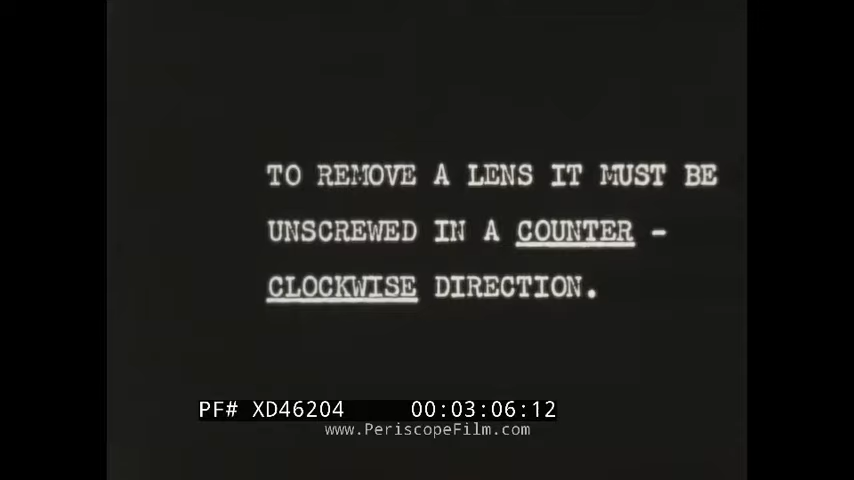 TO REMOVE A LENS IT MUST BE
UNSCREWED IN A COUNTER -
CLOCKWISE DIRECTION.
PF# XD46204 00:03:06:12
www.PeriscopeFilm.com